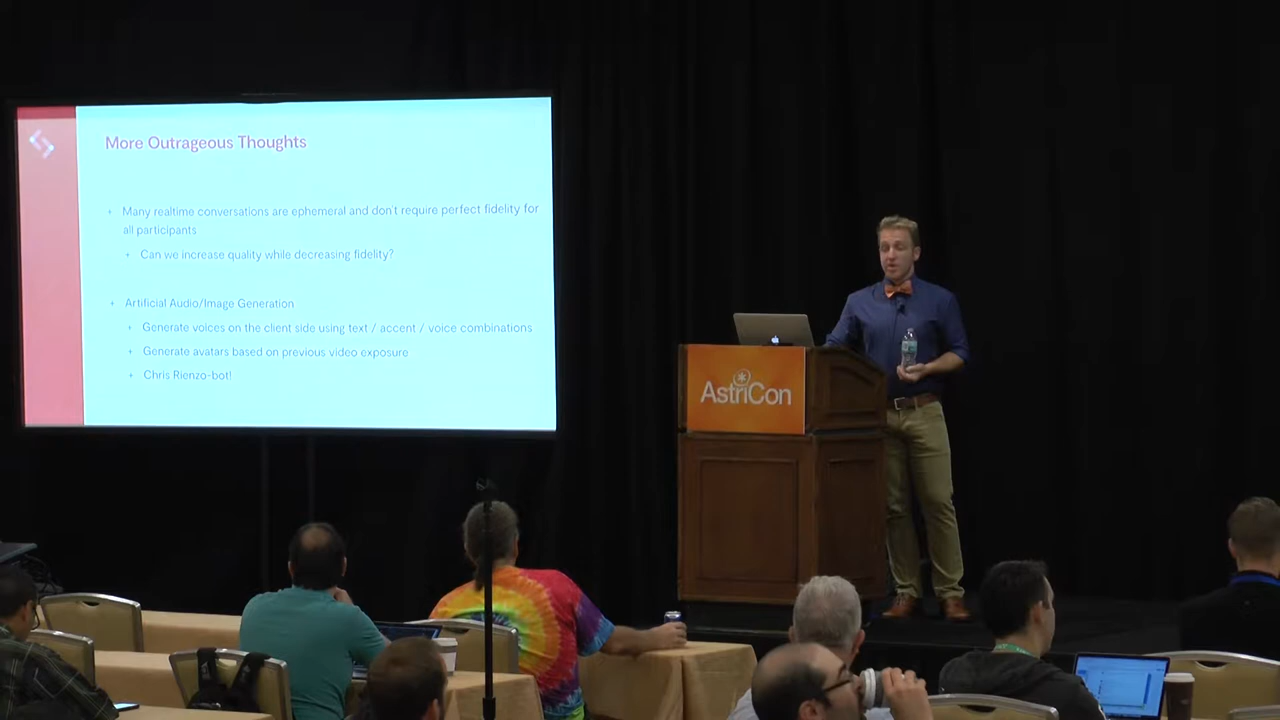 More Outrageous Thoughts
Many realtime conversations are ephemeral and don't require perfect fidelity for
all participants
Can we increase quality while decreasing fidelity?
Artificial Audio/Image Generation
Generate voices on the client side using text / accent / voice combinations
Generate avatars based on previous video exposure
Chris Rienzo-bot!
AstriCon